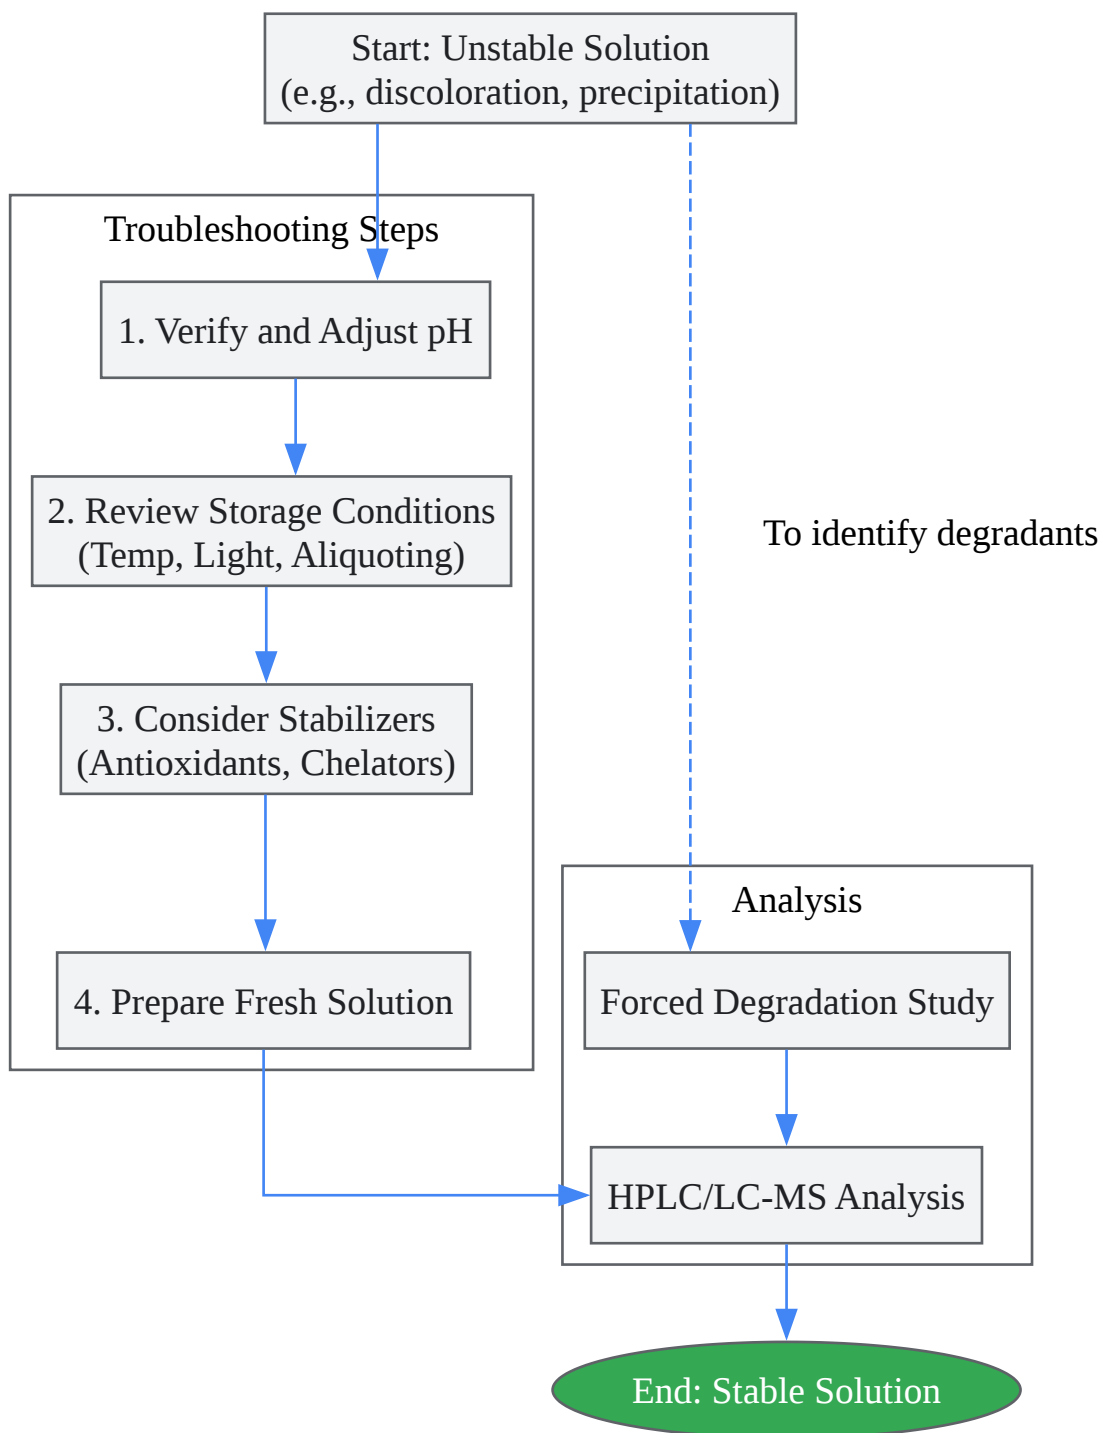 Start: Unstable Solution
(e.g., discoloration, precipitation)
Troubleshooting Steps
1. Verify and Adjust pH
2. Review Storage Conditions
(Temp, Light, Aliquoting)
To identify degradants
3. Consider Stabilizers
(Antioxidants, Chelators)
Analysis
4. Prepare Fresh Solution
Forced Degradation Study
HPLC/LC-MS Analysis
End: Stable Solution